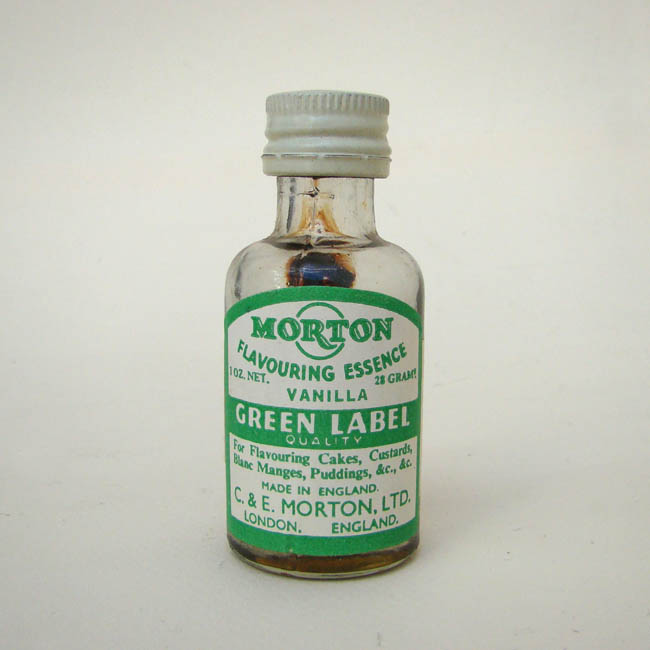 MORTON
FLAVOURING ESSENCE
1 OZ. NET. 28 GRAMS
VANILLA
GREEN LABEL
QUALITY
For Flavouring Cakes, Custards,
Blanc Manges, Puddings, &c., &c.
MADE IN ENGLAND.
C. & E. MORTON, LTD.
LONDON, ENGLAND.